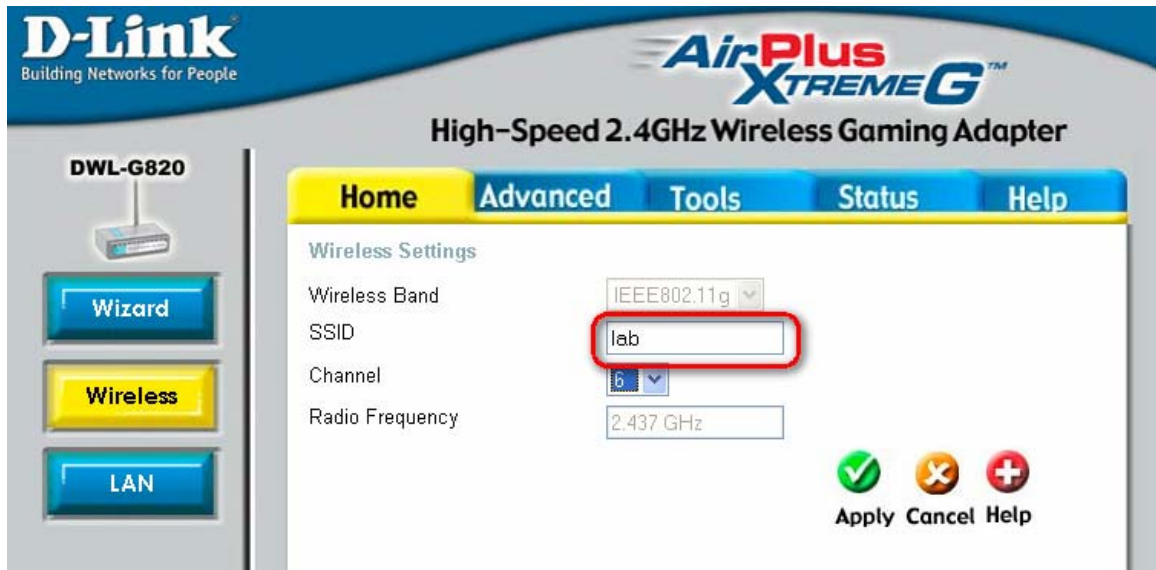 D-Link
Building Networks for People
AirPlus
XTREME G™
High-Speed 2.4GHz Wireless Gaming Adapter
DWL-G820
Home Advanced Tools Status Help
Wireless Settings
Wireless Band IEEE802.11g
SSID lab
Channel 6
Radio Frequency 2.437 GHz
Wizard
Wireless
LAN
Apply Cancel Help